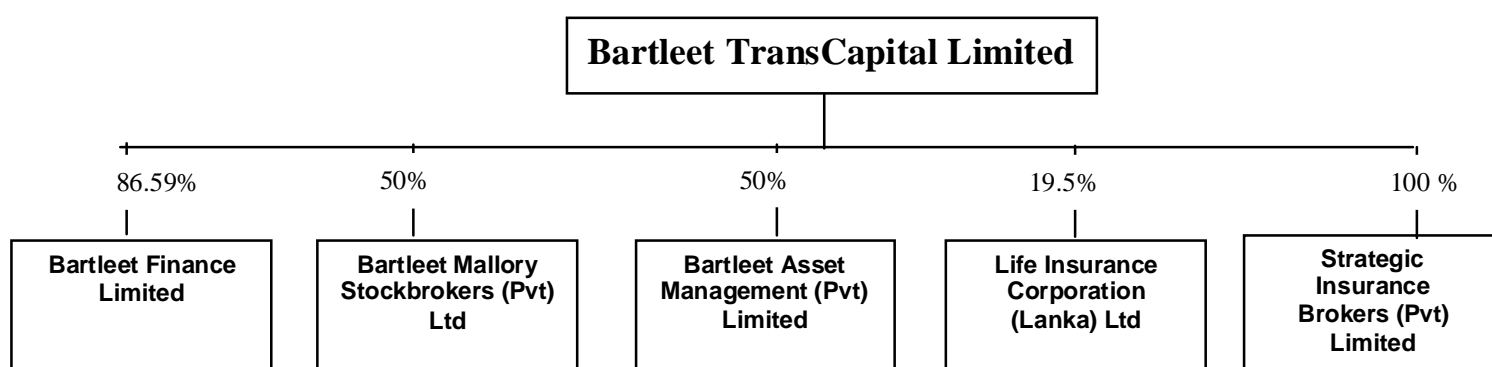 Bartleet TransCapital Limited
86.59%
50%
50%
19.5%
100 %
Bartleet Finance
Limited
Bartleet Mallory
Stockbrokers (Pvt)
Ltd
Bartleet Asset
Management (Pvt)
Limited
Life Insurance
Corporation
(Lanka) Ltd
Strategic
Insurance
Brokers (Pvt)
Limited